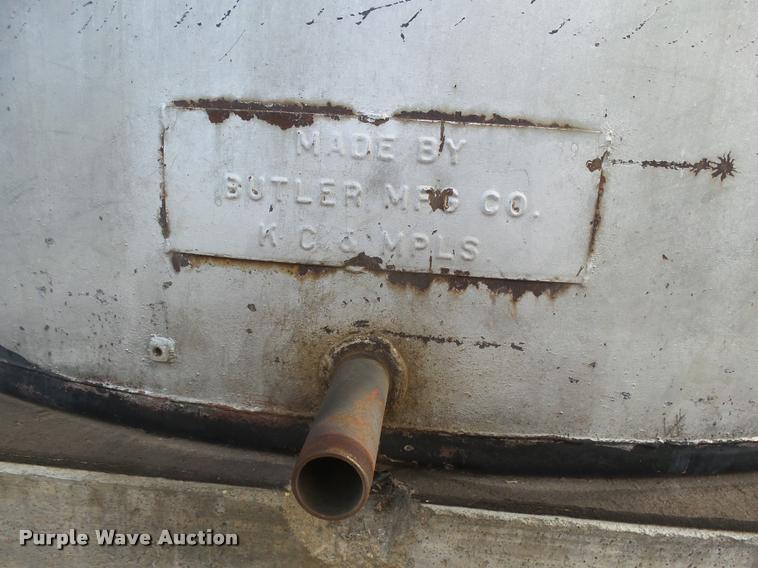 MADE BY
BUTLER MFG CO.
K C & MPLS
Purple Wave Auction